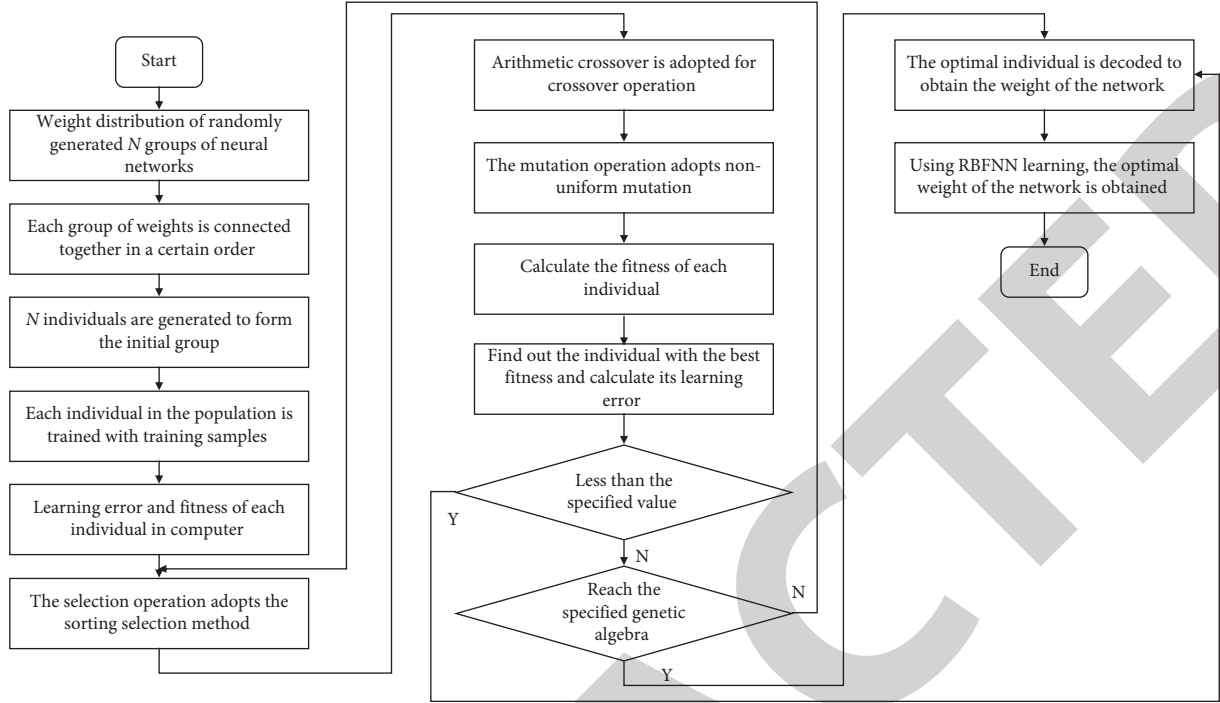 Start
Weight distribution of randomly
generated N groups of neural
networks
Each group of weights is connected
together in a certain order
N individuals are generated to form
the initial group
Each individual in the population is
trained with training samples
Learning error and fitness of each
individual in computer
The selection operation adopts the
sorting selection method
Arithmetic crossover is adopted for
crossover operation
The mutation operation adopts non-
uniform mutation
Calculate the fitness of each
individual
Find out the individual with the best
fitness and calculate its learning
error
Less than the
specified value
Y
N
Reach the
specified genetic
algebra
N
Y
The optimal individual is decoded to
obtain the weight of the network
Using RBFNN learning, the optimal
weight of the network is obtained
End
CTED